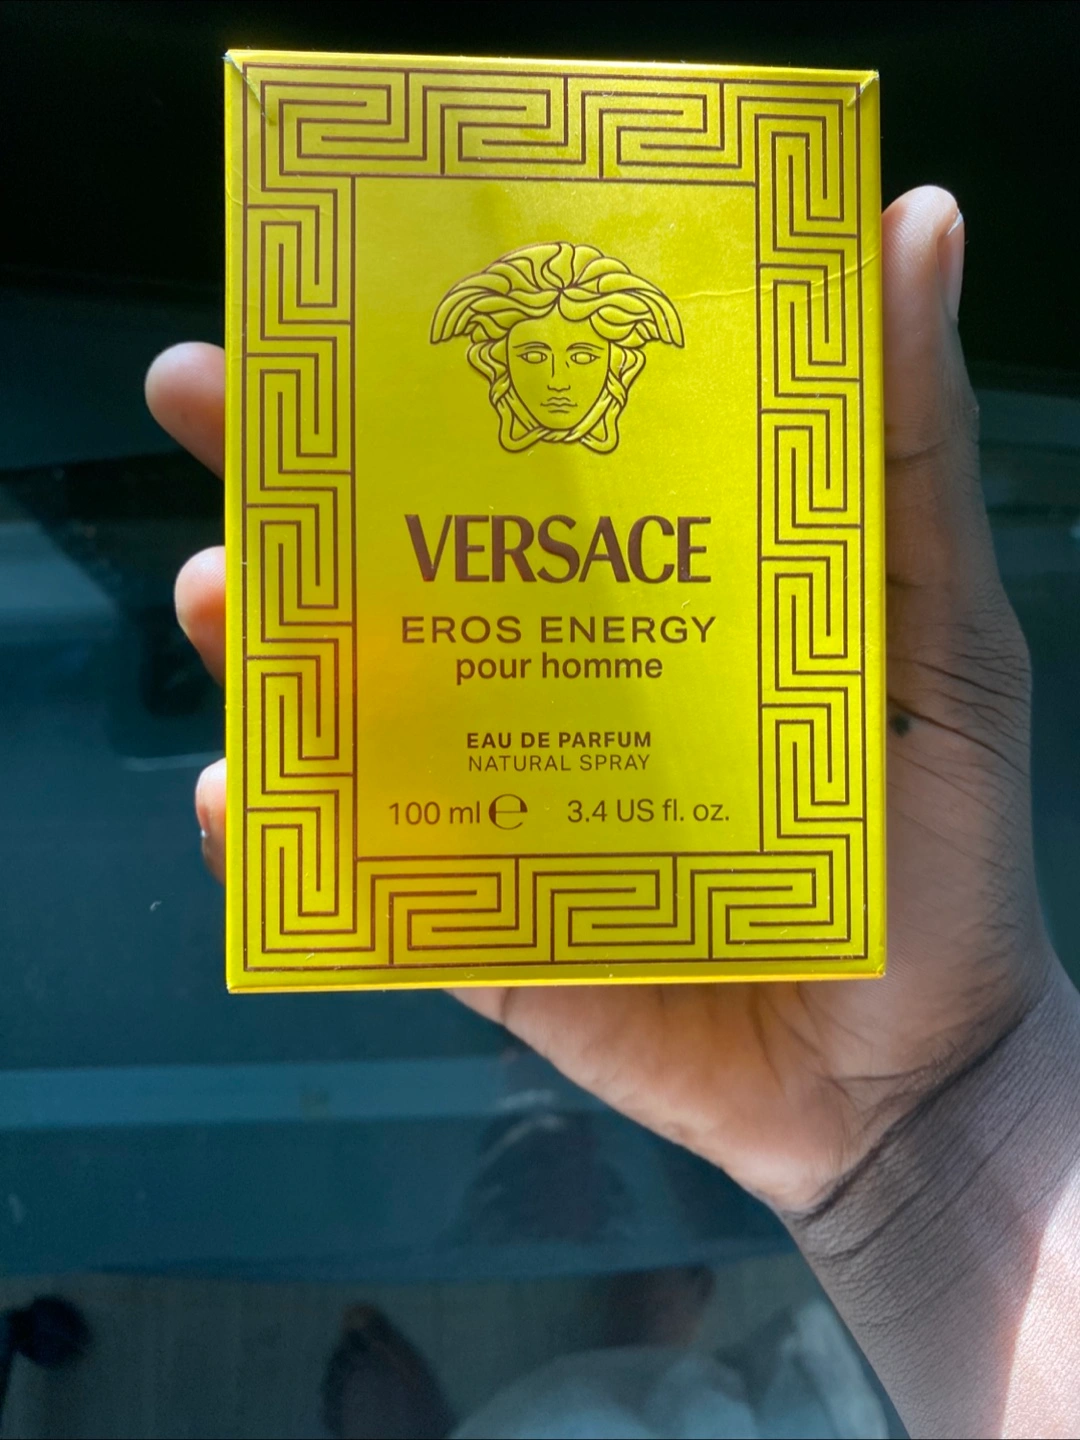 VERSACE
EROS ENERGY
pour homme
EAU DE PARFUM
NATURAL SPRAY
100 ml ℮ 3.4 US fl. oz.